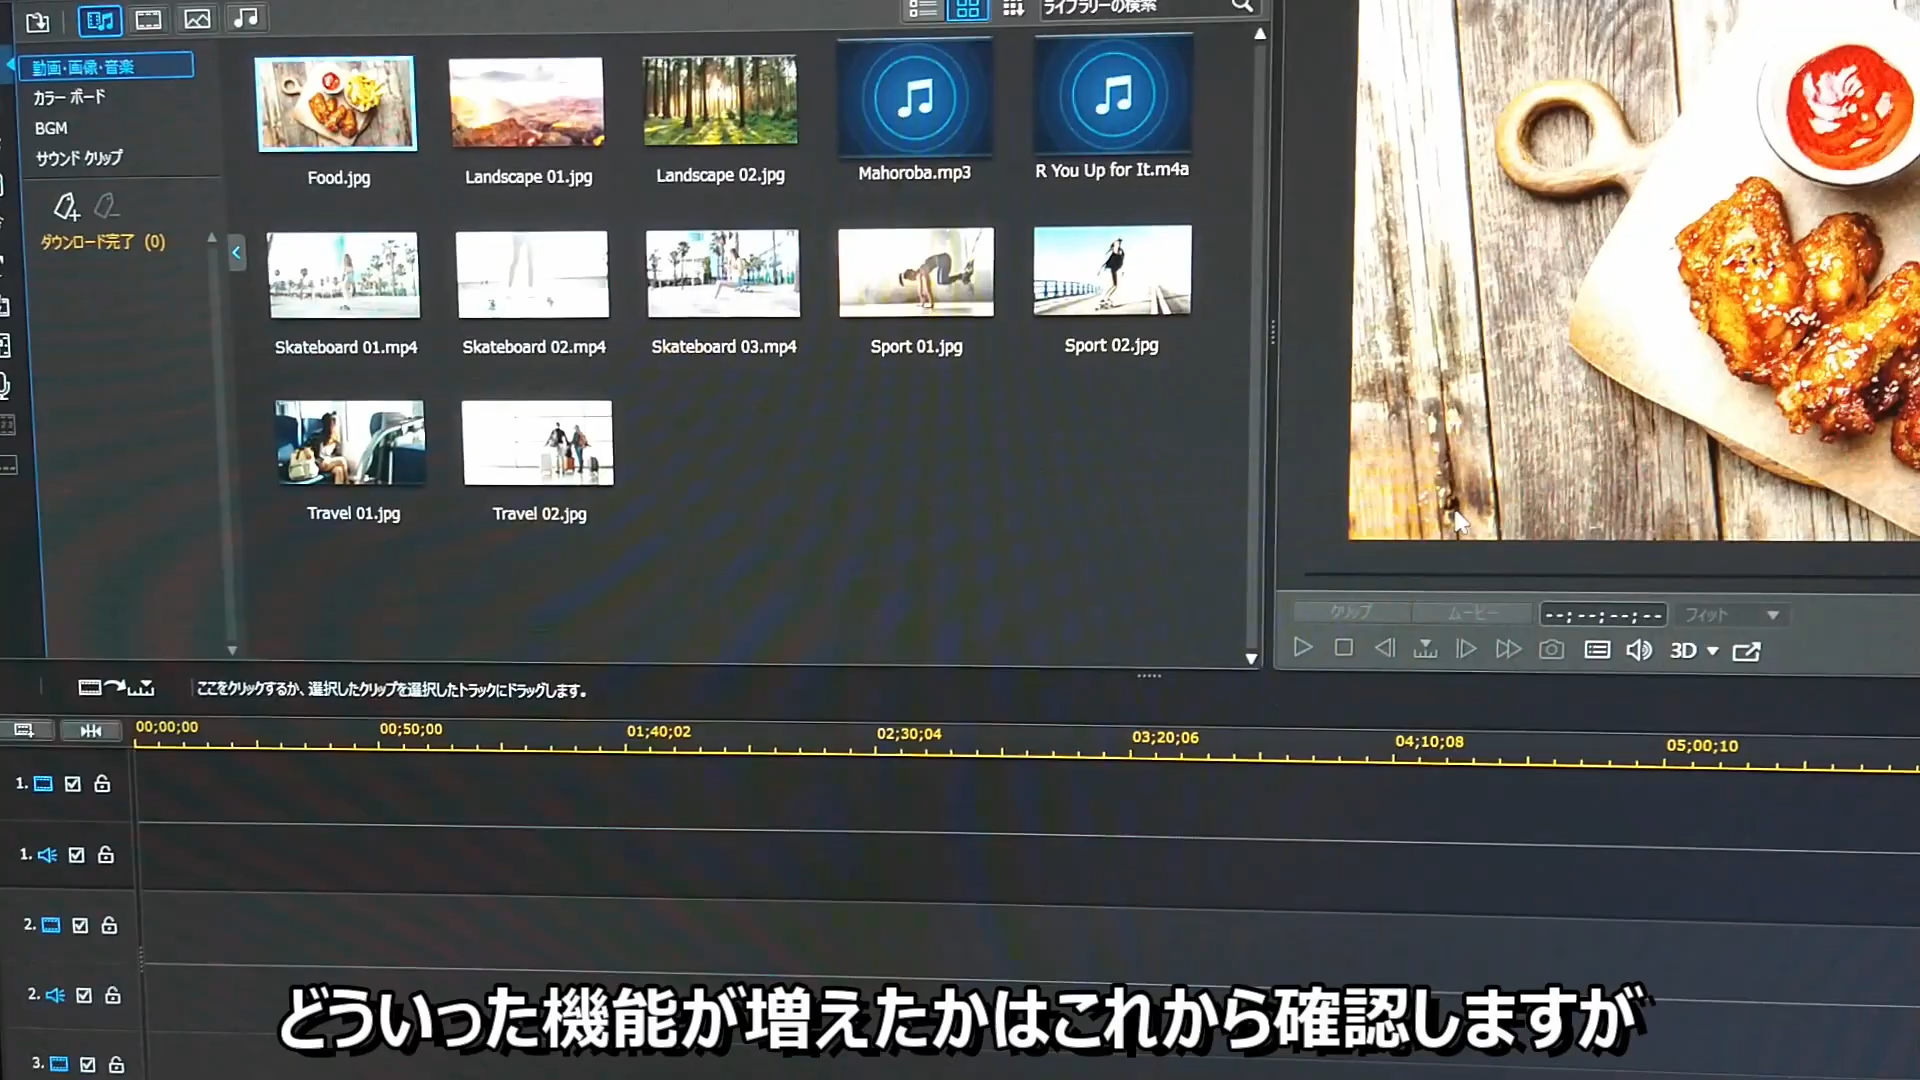 ライブラリーの検索
動画・画像・音楽
カラー ボード
BGM
サウンド クリップ
ダウンロード完了 (0)
Food.jpg
Landscape 01.jpg
Landscape 02.jpg
Mahoroba.mp3
R You Up for It.m4a
Skateboard 01.mp4
Skateboard 02.mp4
Skateboard 03.mp4
Sport 01.jpg
Sport 02.jpg
Travel 01.jpg
Travel 02.jpg
クリップ
ムービー
--;--;--;--
フィット
3D
ここをクリックするか、選択したクリップを選択したトラックにドラッグします。
00;00;00
00;50;00
01;40;02
02;30;04
03;20;06
04;10;08
05;00;10
1.
1.
2.
2.
3.
どういった機能が増えたかはこれから確認しますが